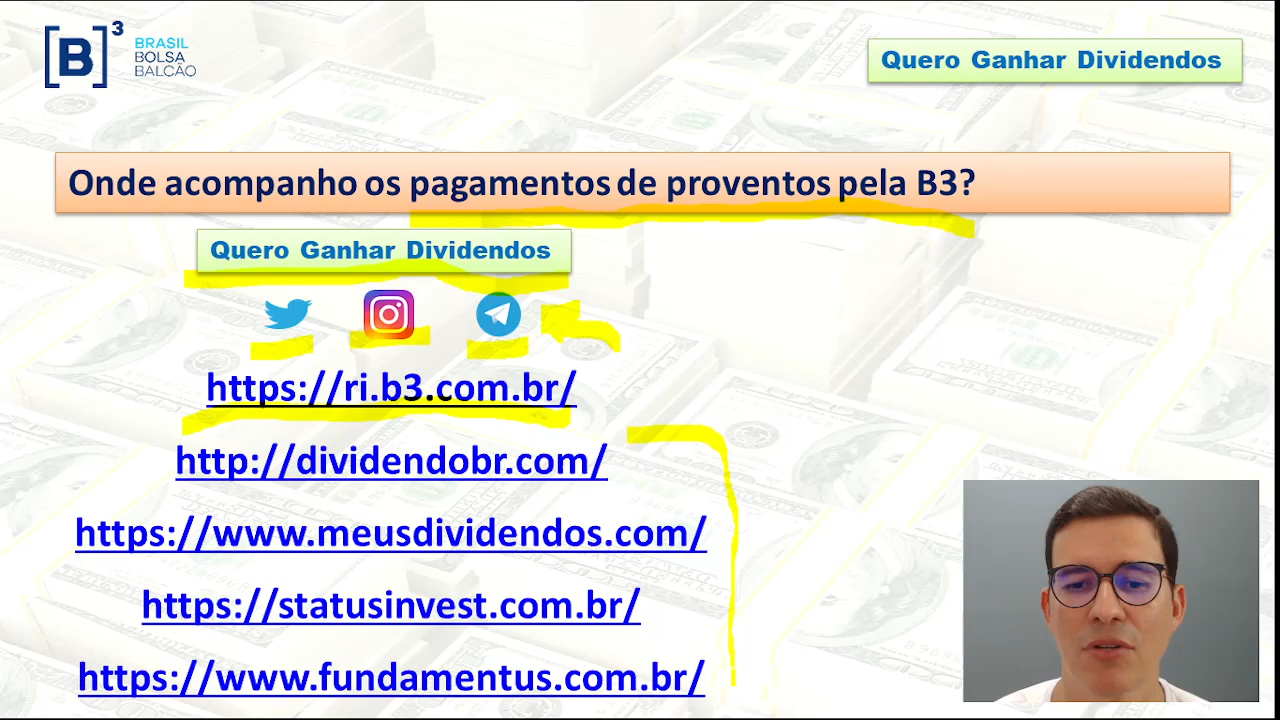 [B]³
BRASIL
BOLSA
BALCÃO
Quero Ganhar Dividendos
Onde acompanho os pagamentos de proventos pela B3?
Quero Ganhar Dividendos
https://ri.b3.com.br/
http://dividendobr.com/
https://www.meusdividendos.com/
https://statusinvest.com.br/
https://www.fundamentus.com.br/